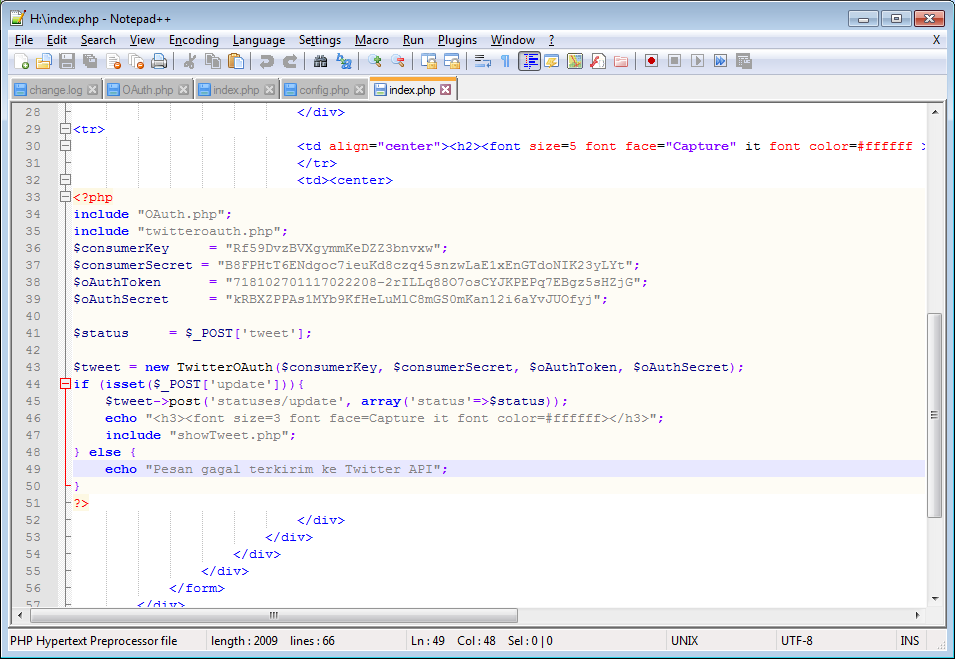 H:\index.php - Notepad++
File Edit Search View Encoding Language Settings Macro Run Plugins Window ? X
change.log OAuth.php index.php config.php index.php
28 </div>
29 <tr>
30 <td align="center"><h2><font size=5 font face="Capture" it font color=#ffffff >
31 </tr>
32 <td><center>
33 <?php
34 include "OAuth.php";
35 include "twitteroauth.php";
36 $consumerKey     = "Rf59DvzBVXgymmKeDZZ3bnvxw";
37 $consumerSecret = "B8FPHtT6ENdgoc7ieuKd8czq45snzwLaE1xEnGTdoNIK23yLYt";
38 $oAuthToken      = "718102701117022208-2rILLq88O7osCYJKPEPq7EBgz5sHZjG";
39 $oAuthSecret     = "kRBXZPPAs1MYb9KfHeLuMlC8mGS0mKan12i6aYvJUOfyj";
40
41 $status     = $_POST['tweet'];
42
43 $tweet = new TwitterOAuth($consumerKey, $consumerSecret, $oAuthToken, $oAuthSecret);
44 if (isset($_POST['update'])){
45 $tweet->post('statuses/update', array('status'=>$status));
46 echo "<h3><font size=3 font face=Capture it font color=#ffffff></h3>";
47 include "showTweet.php";
48 } else {
49 echo "Pesan gagal terkirim ke Twitter API";
50 }
51 ?>
52 </div>
53 </div>
54 </div>
55 </div>
56 </form>
57 </div>
PHP Hypertext Preprocessor file length : 2009 lines : 66 Ln : 49 Col : 48 Sel : 0 | 0 UNIX UTF-8 INS